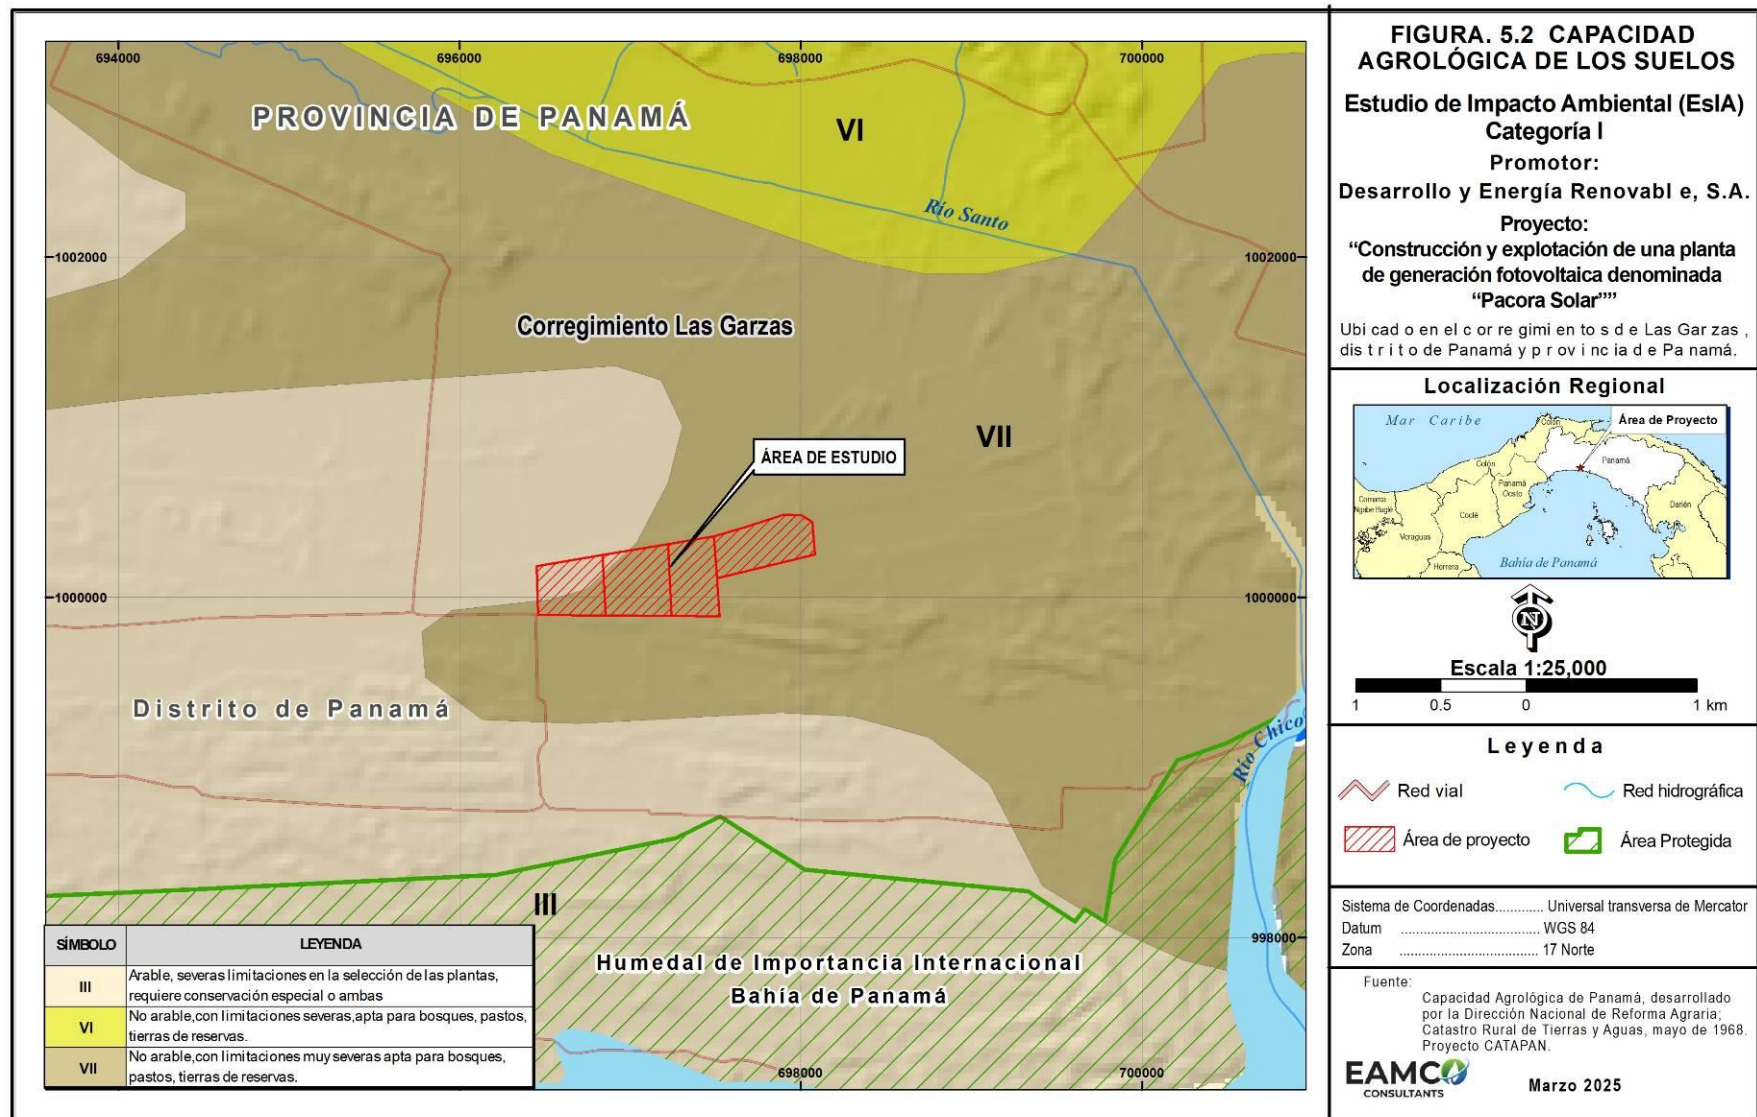 694000
696000
698000
700000
PROVINCIA DE PANAMÁ
VI
Río Santo
1002000
1002000
Corregimiento Las Garzas
VII
ÁREA DE ESTUDIO
1000000
1000000
Distrito de Panamá
Río Chico
III
998000
Humedal de Importancia Internacional
Bahía de Panamá
698000
700000
SÍMBOLO LEYENDA
III Arable, severas limitaciones en la selección de las plantas,
requiere conservación especial o ambas
VI No arable,con limitaciones severas,apta para bosques, pastos,
tierras de reservas.
VII No arable,con limitaciones muy severas apta para bosques,
pastos, tierras de reservas.
FIGURA. 5.2 CAPACIDAD
AGROLÓGICA DE LOS SUELOS
Estudio de Impacto Ambiental (EsIA)
Categoría I
Promotor:
Desarrollo y Energía Renovabl e, S.A.
Proyecto:
“Construcción y explotación de una planta
de generación fotovoltaica denominada
“Pacora Solar””"
Ubi cad o en el c or re gimi en to s d e Las Gar zas ,
dis t r i t o de Panamá y p r ov i nc ia d e Pa namá.
Localización Regional
Mar Caribe
Área de Proyecto
Colón
Colón
Panamá
Panamá
Oeste
Comarca
Ngabe Buglé
Coclé
Darién
Veraguas
Herrera
Bahía de Panamá
N
Escala 1:25,000
1 0.5 0 1 km
Leyenda
Red vial
Red hidrográfica
Área de proyecto
Área Protegida
Sistema de Coordenadas............ Universal transversa de Mercator
Datum ................................... WGS 84
Zona ................................... 17 Norte
Fuente:
Capacidad Agrológica de Panamá, desarrollado
por la Dirección Nacional de Reforma Agraria;
Catastro Rural de Tierras y Aguas, mayo de 1968.
Proyecto CATAPAN.
EAMCO
CONSULTANTS
Marzo 2025